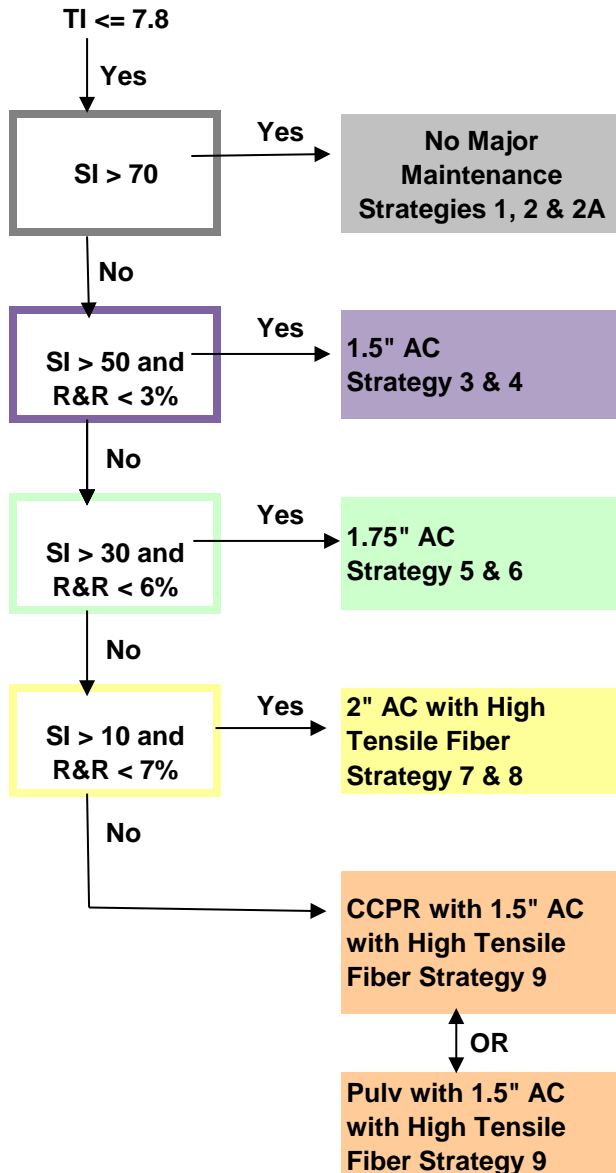 TI <= 7.8
Yes
SI > 70
Yes
No Major
Maintenance
Strategies 1, 2 & 2A
No
SI > 50 and
R&R < 3%
Yes
1.5" AC
Strategy 3 & 4
No
SI > 30 and
R&R < 6%
Yes
1.75" AC
Strategy 5 & 6
No
SI > 10 and
R&R < 7%
Yes
2" AC with High
Tensile Fiber
Strategy 7 & 8
No
CCPR with 1.5" AC
with High Tensile
Fiber Strategy 9
OR
Pulv with 1.5" AC
with High Tensile
Fiber Strategy 9